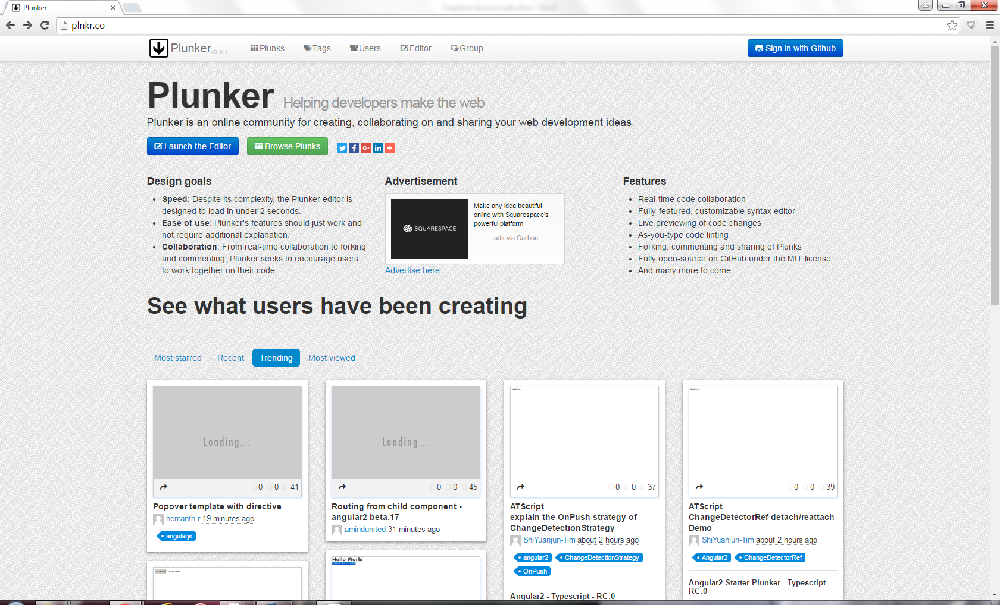 Plunker
plnkr.co
Plunker v0.9.1
Plunks
Tags
Users
Editor
Group
Sign in with Github
Plunker Helping developers make the web
Plunker is an online community for creating, collaborating on and sharing your web development ideas.
Launch the Editor
Browse Plunks
Design goals
Speed: Despite its complexity, the Plunker editor is
designed to load in under 2 seconds.
Ease of use: Plunker's features should just work and
not require additional explanation.
Collaboration: From real-time collaboration to forking
and commenting, Plunker seeks to encourage users
to work together on their code.
Advertisement
SQUARESPACE
Make any idea beautiful
online with Squarespace's
powerful platform.
ads via Carbon
Advertise here
Features
Real-time code collaboration
Fully-featured, customizable syntax editor
Live previewing of code changes
As-you-type code linting
Forking, commenting and sharing of Plunks
Fully open-source on GitHub under the MIT license
And many more to come...
See what users have been creating
Most starred
Recent
Trending
Most viewed
Loading...
0 0 41
Popover template with directive
hemanth-r 19 minutes ago
angularjs
Loading...
0 0 45
Routing from child component -
angular2 beta.17
amindunited 31 minutes ago
Hello World
loading...
0 0 37
ATScript
explain the OnPush strategy of
ChangeDetectionStrategy
ShiYuanjun-Tim about 2 hours ago
angular2
ChangeDetectionStrategy
OnPush
Angular2 - Typescript - RC.0
loading...
0 0 39
ATScript
ChangeDetectorRef detach/reattach
Demo
ShiYuanjun-Tim about 2 hours ago
Angular2
ChangeDetectorRef
Angular2 Starter Plunker - Typescript -
RC.0